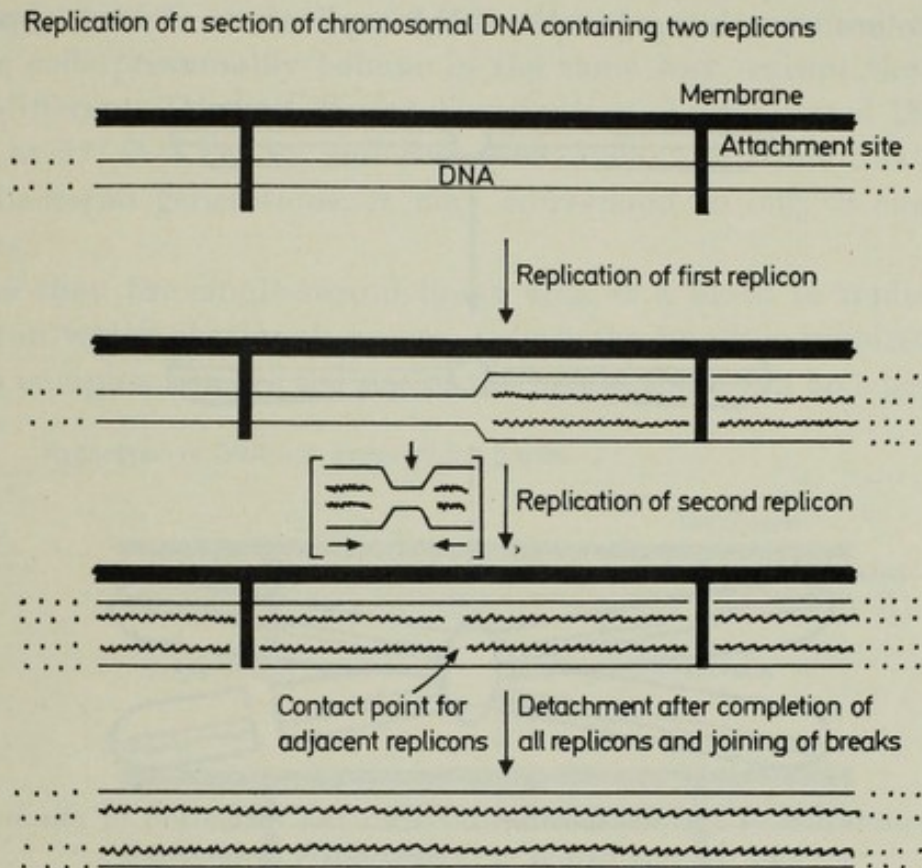 Replication of a section of chromosomal DNA containing two replicons
Membrane
Attachment site
DNA
Replication of first replicon
Replication of second replicon
Contact point for
adjacent replicons
Detachment after completion of
all replicons and joining of breaks